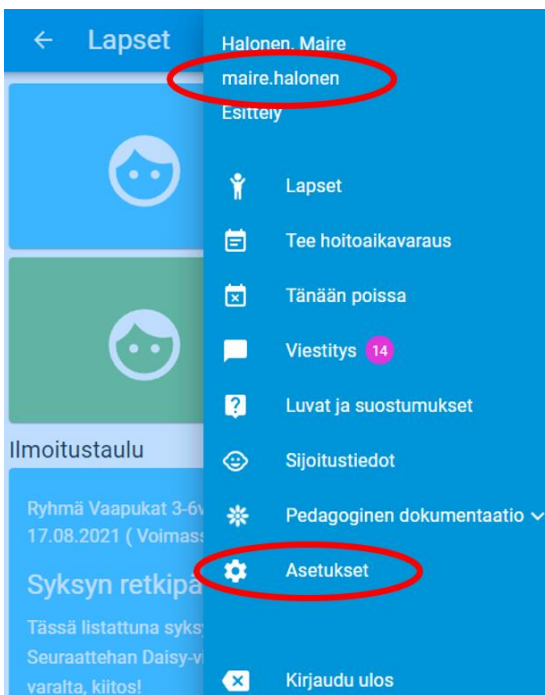 Lapset
Halonen, Maire
maire.halonen
Esittely
Lapset
Tee hoitoaikavaraus
Tänään poissa
Viestitys 14
Luvat ja suostumukset
Sijoitustiedot
Pedagoginen dokumentaatio
Asetukset
Kirjaudu ulos
Ilmoitustaulu
Ryhmä Vaapukat 3-6v
17.08.2021 ( Voimass
Syksyn retkipä
Tässä listattuna syks
Seuraattehan Daisy-vi
varalta, kiitos!